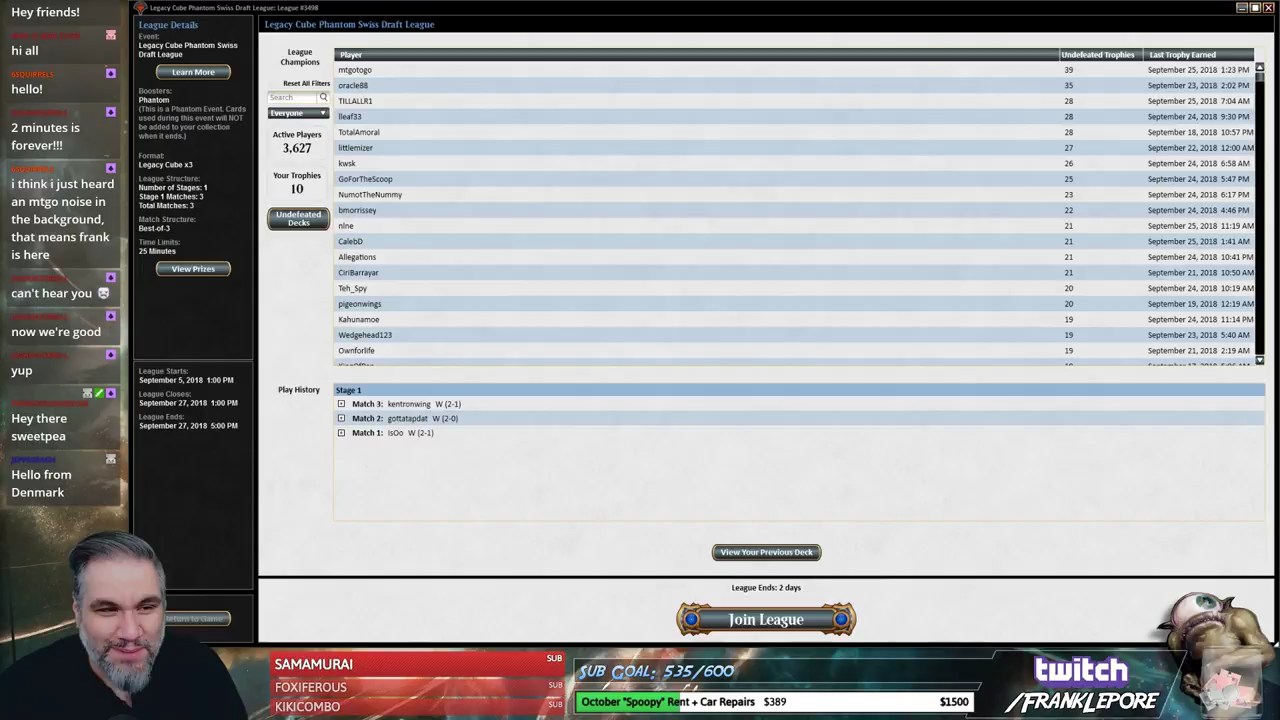 Hey friends!
hi all
6SQUIRRELS
hello!
2 minutes is
forever!!!
i think i just heard
an mtgo noise in
the background,
that means frank
is here
can't hear you
now we're good
yup
Hey there
sweetpea
Hello from
Denmark
Legacy Cube Phantom Swiss Draft League: League #3498
League Details
Event:
Legacy Cube Phantom Swiss
Draft League
Learn More
Boosters:
Phantom
(This is a Phantom Event. Cards
used during this event will NOT
be added to your collection
when it ends.)
Format:
Legacy Cube x3
League Structure:
Number of Stages: 1
Stage 1 Matches: 3
Total Matches: 3
Match Structure:
Best-of-3
Time Limits:
25 Minutes
View Prizes
League Starts:
September 5, 2018 1:00 PM
League Closes:
September 27, 2018 1:00 PM
League Ends:
September 27, 2018 5:00 PM
Return to Game
Legacy Cube Phantom Swiss Draft League
League
Champions
Reset All Filters
Search
Everyone
Active Players
3,627
Your Trophies
10
Undefeated
Decks
Player Undefeated Trophies Last Trophy Earned
mtgotogo 39 September 25, 2018 1:23 PM
oracle88 35 September 23, 2018 2:02 PM
TILLALLR1 28 September 25, 2018 7:04 AM
lleaf33 28 September 24, 2018 9:30 PM
TotalAmoral 28 September 18, 2018 10:57 PM
littlemizer 27 September 22, 2018 12:00 AM
kwsk 26 September 24, 2018 6:58 AM
GoForTheScoop 25 September 24, 2018 5:47 PM
NumotTheNummy 23 September 24, 2018 6:17 PM
bmorrissey 22 September 24, 2018 4:46 PM
nlne 21 September 25, 2018 11:19 AM
CalebD 21 September 25, 2018 1:41 AM
Allegations 21 September 24, 2018 10:41 PM
CiriBarrayar 21 September 21, 2018 10:50 AM
Teh_Spy 20 September 24, 2018 10:19 AM
pigeonwings 20 September 19, 2018 12:19 AM
Kahunamoe 19 September 24, 2018 11:14 PM
Wedgehead123 19 September 23, 2018 5:40 AM
Ownforlife 19 September 21, 2018 2:19 AM
Play History
Stage 1
Match 3: kentronwing W (2-1)
Match 2: gottatapdat W (2-0)
Match 1: IsOo W (2-1)
View Your Previous Deck
League Ends: 2 days
Join League
SAMAMURAI SUB
FOXIFEROUS SUB
KIKICOMBO SUB
SUB GOAL: 535/600
October "Spoopy" Rent + Car Repairs $389 $1500
twitch
/FRANKLEPORE